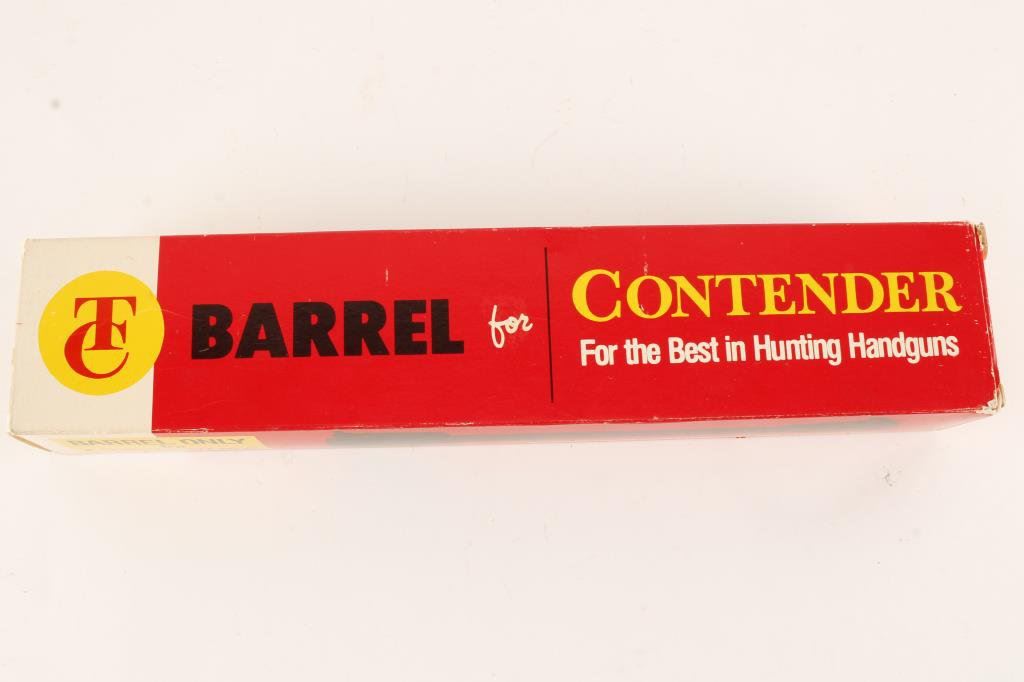 TC
BARREL for
CONTENDER
For the Best in Hunting Handguns
BARREL ONLY